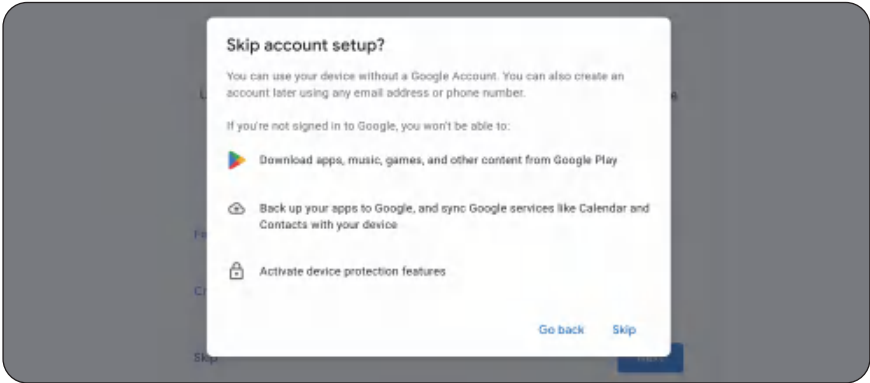 Skip account setup?
You can use your device without a Google Account. You can also create an
account later using any email address or phone number.
If you're not signed in to Google, you won't be able to:
Download apps, music, games, and other content from Google Play
Back up your apps to Google, and sync Google services like Calendar and
Contacts with your device
Activate device protection features
Go back Skip
Skip